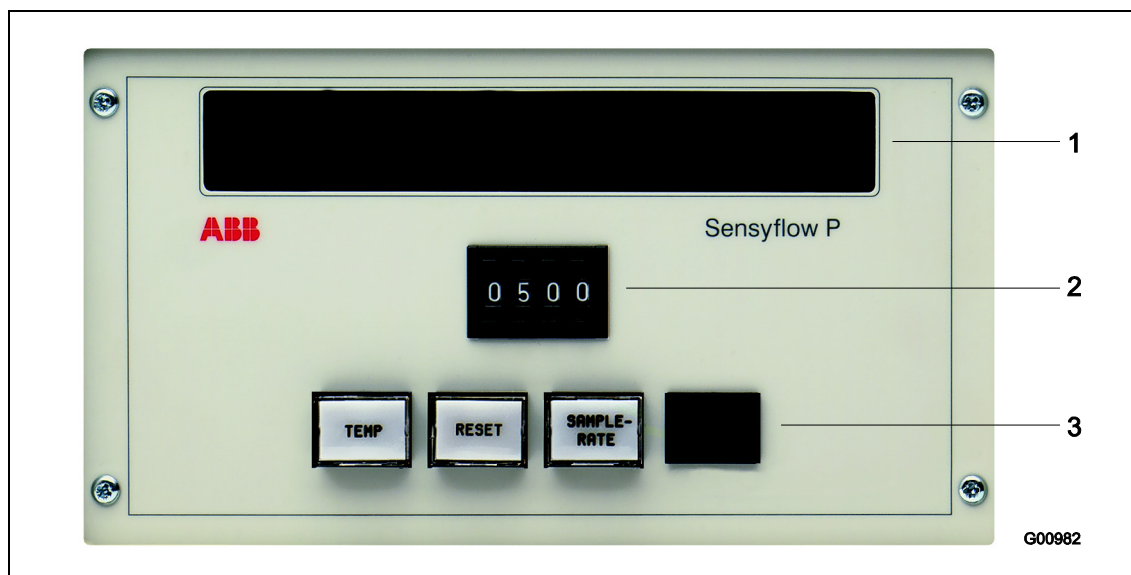 1
ABB
Sensyflow P
0500
2
TEMP
RESET
SAMPLE-
RATE
3
G00982